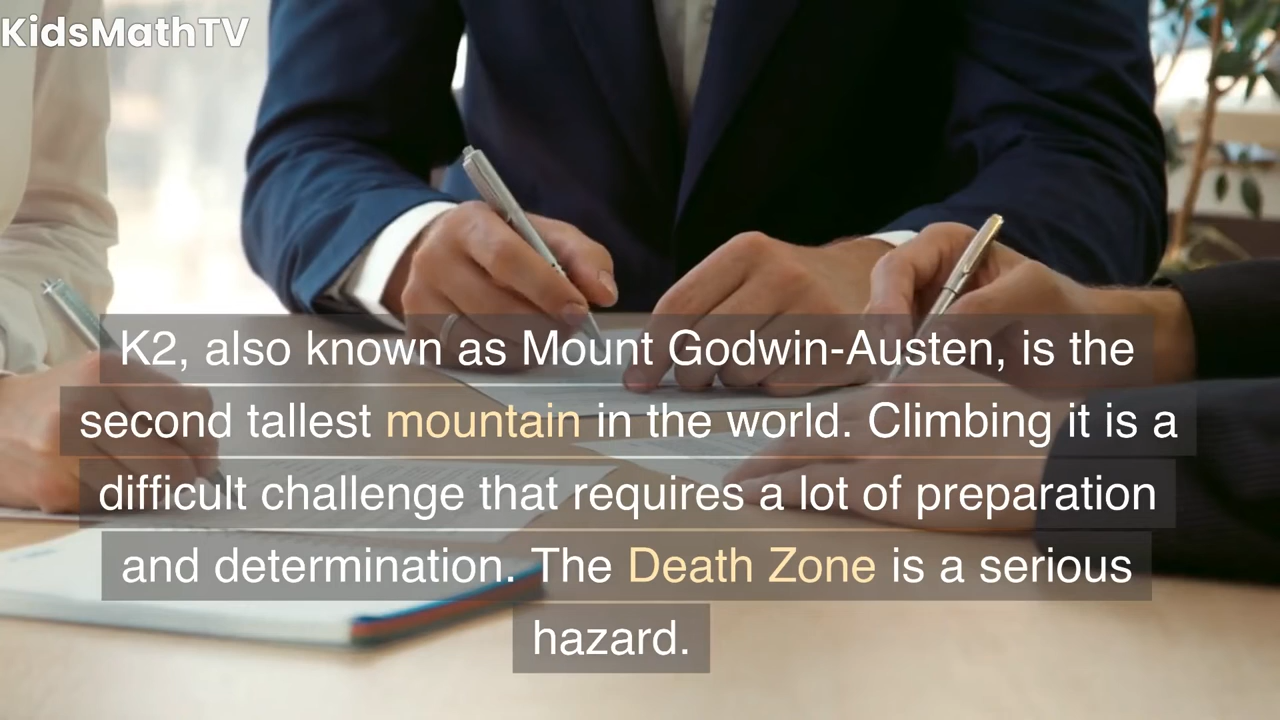 KidsMathTV
K2, also known as Mount Godwin-Austen, is the
second tallest mountain in the world. Climbing it is a
difficult challenge that requires a lot of preparation
and determination. The Death Zone is a serious
hazard.